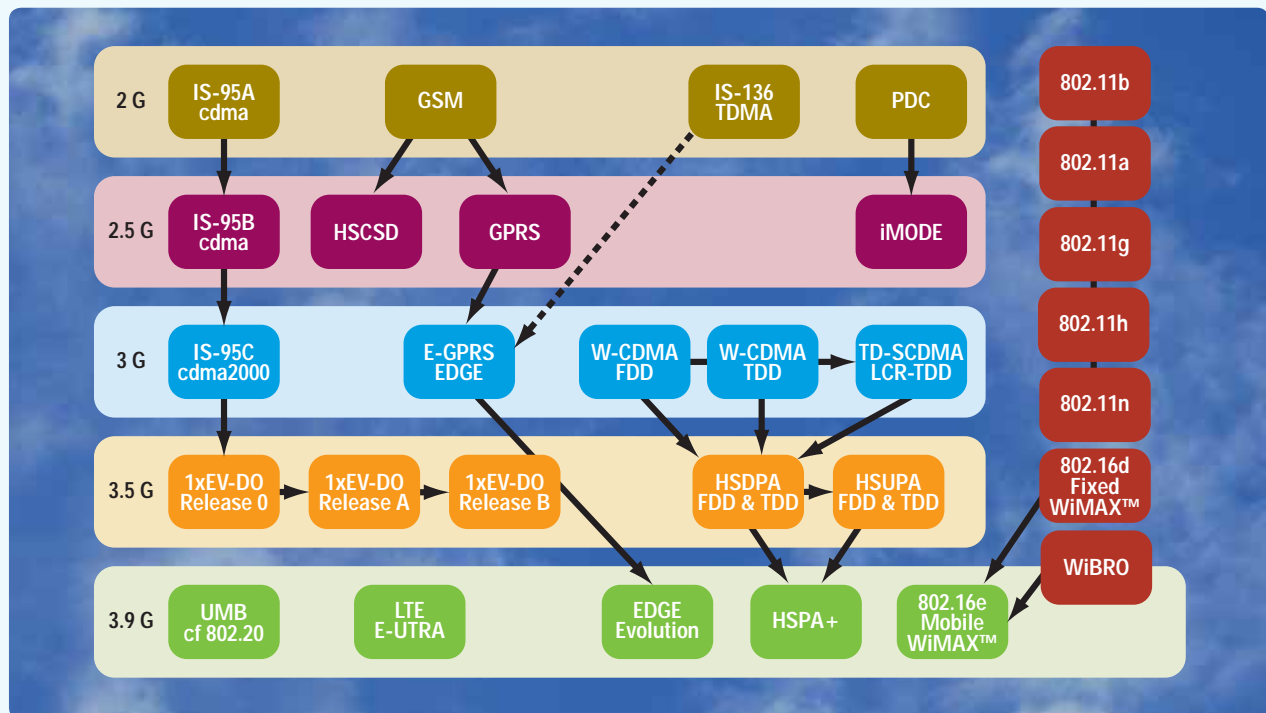 2 G
IS-95A
cdma
GSM
IS-136
TDMA
PDC
2.5 G
IS-95B
cdma
HSCSD
GPRS
iMODE
3 G
IS-95C
cdma2000
E-GPRS
EDGE
W-CDMA
FDD
W-CDMA
TDD
TD-SCDMA
LCR-TDD
3.5 G
1xEV-DO
Release 0
1xEV-DO
Release A
1xEV-DO
Release B
HSDPA
FDD & TDD
HSUPA
FDD & TDD
3.9 G
UMB
cf 802.20
LTE
E-UTRA
EDGE
Evolution
HSPA+
802.16e
Mobile
WiMAX™
802.11b
802.11a
802.11g
802.11h
802.11n
802.16d
Fixed
WiMAX™
WiBRO